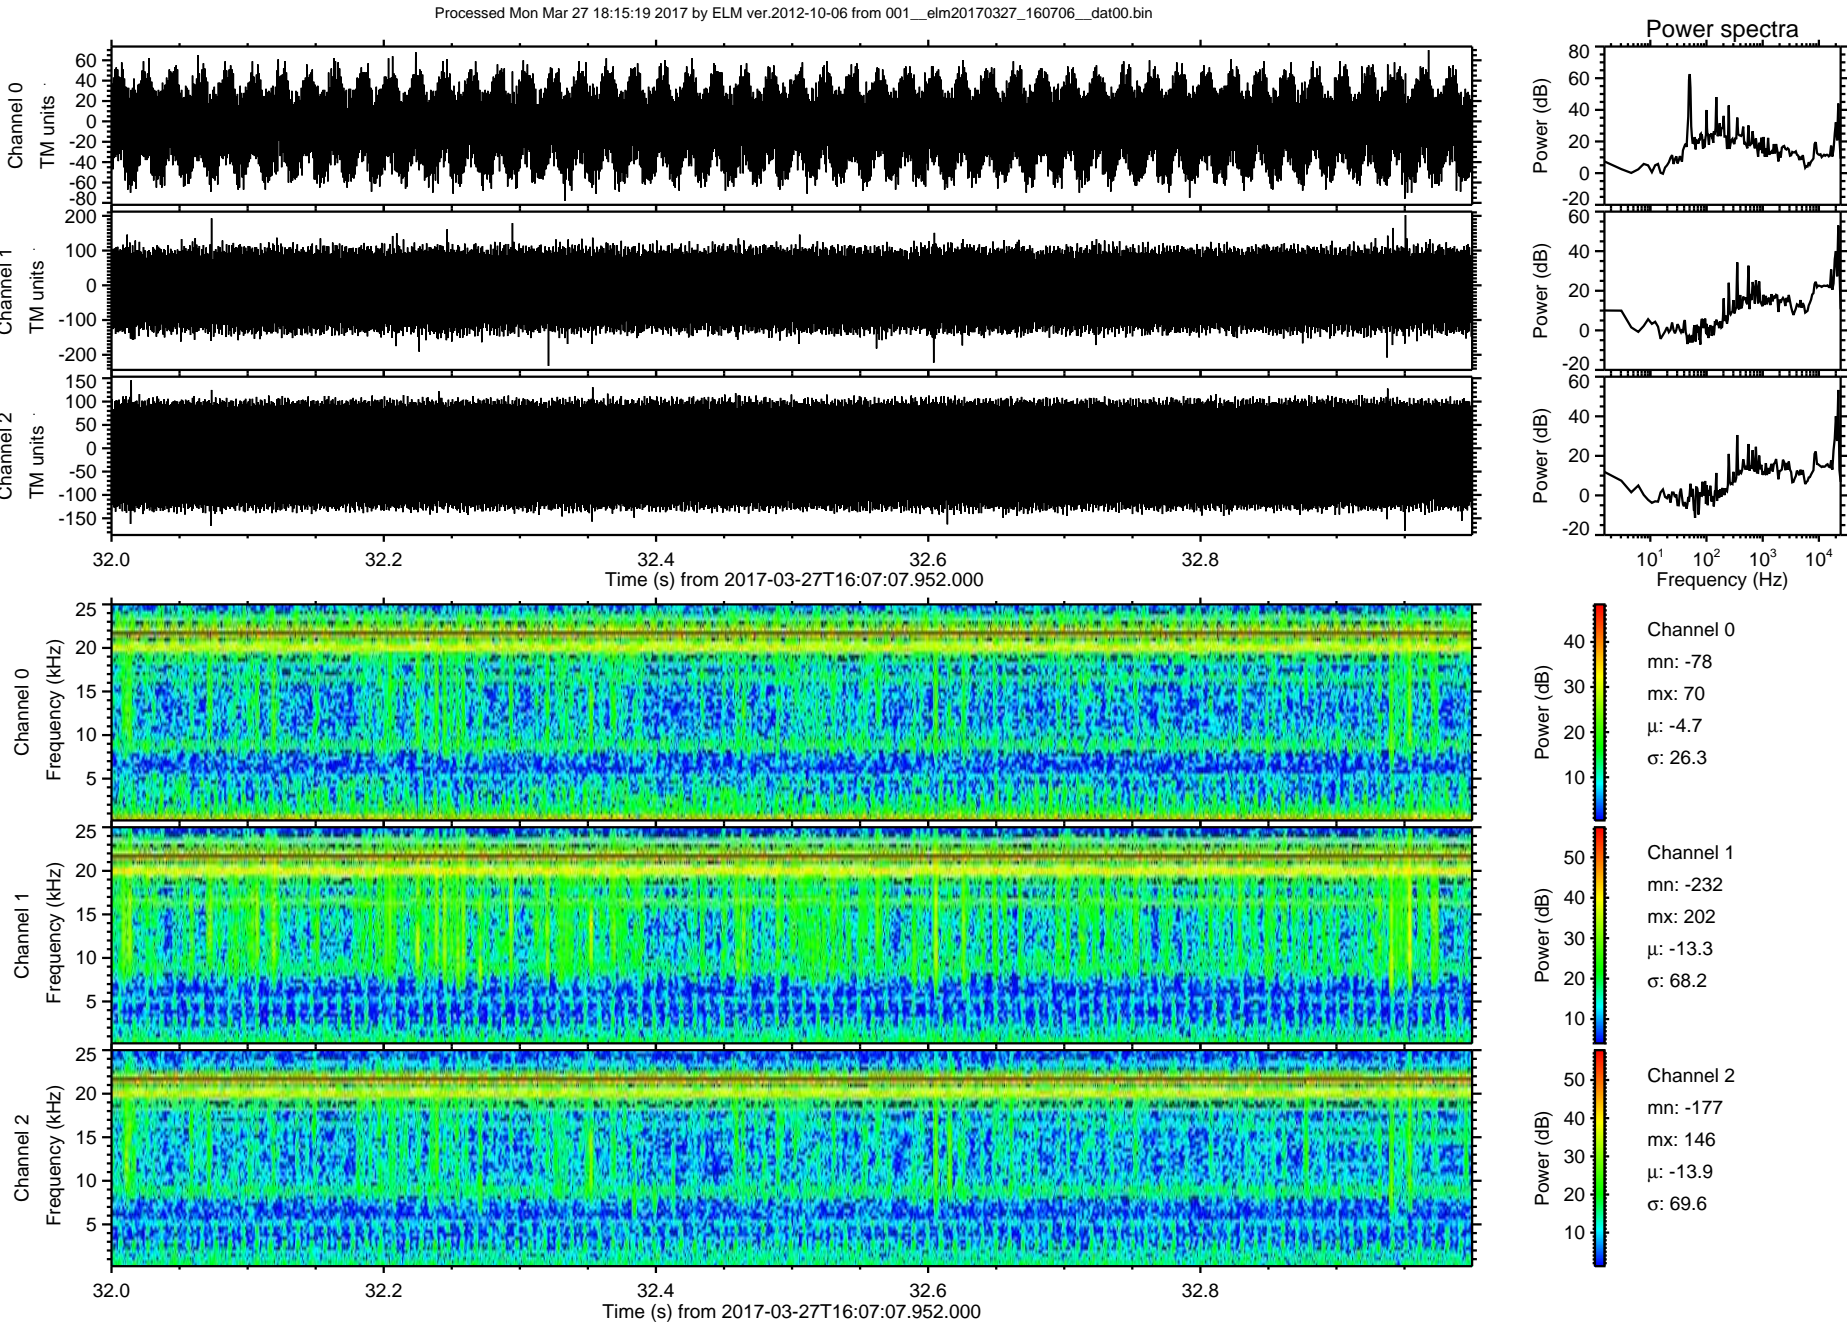 Processed Mon Mar 27 18:15:19 2017 by ELM ver.2012-10-06 from 001__elm20170327_160706__dat00.bin
Power spectra
Channel 0
TM units
60
40
20
0
-20
-40
-60
-80
Power (dB)
80
60
40
20
0
-20
Channel 1
TM units
200
100
0
-100
-200
Power (dB)
60
40
20
0
-20
Channel 2
TM units
150
100
50
0
-50
-100
-150
Power (dB)
60
40
20
0
-20
32.0 32.2 32.4 32.6 32.8
Time (s) from 2017-03-27T16:07:07.952.000
10^1 10^2 10^3 10^4
Frequency (Hz)
Channel 0
Frequency (kHz)
25
20
15
10
5
Power (dB)
40
30
20
10
Channel 0
mn: -78
mx: 70
μ: -4.7
σ: 26.3
Channel 1
Frequency (kHz)
25
20
15
10
5
Power (dB)
50
40
30
20
10
Channel 1
mn: -232
mx: 202
μ: -13.3
σ: 68.2
Channel 2
Frequency (kHz)
25
20
15
10
5
Power (dB)
50
40
30
20
10
Channel 2
mn: -177
mx: 146
μ: -13.9
σ: 69.6
32.0 32.2 32.4 32.6 32.8
Time (s) from 2017-03-27T16:07:07.952.000